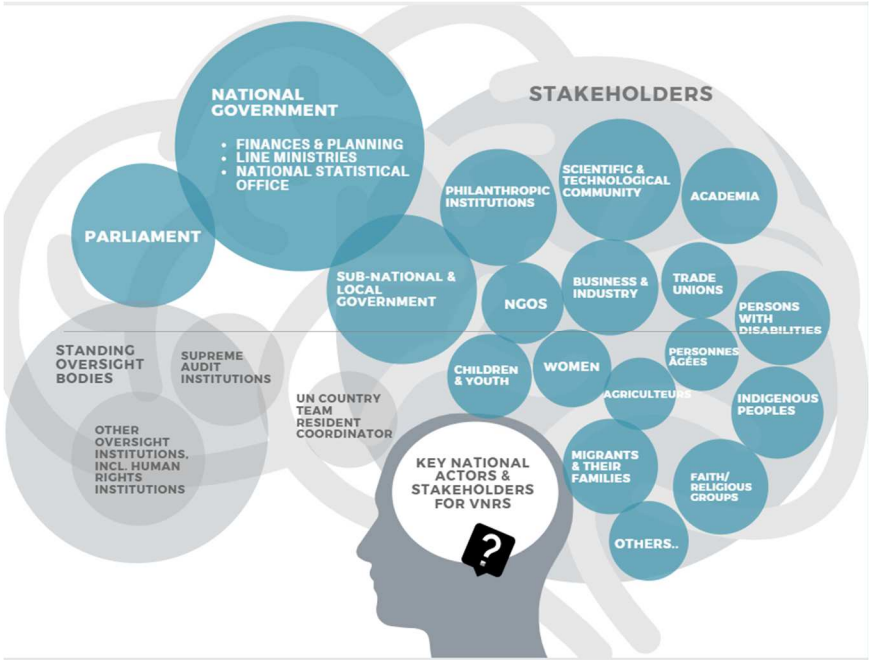 NATIONAL
GOVERNMENT
• FINANCES & PLANNING
• LINE MINISTRIES
• NATIONAL STATISTICAL
OFFICE
PARLIAMENT
SUB-NATIONAL &
LOCAL
GOVERNMENT
STANDING
OVERSIGHT
BODIES
SUPREME
AUDIT
INSTITUTIONS
OTHER
OVERSIGHT
INSTITUTIONS,
INCL. HUMAN
RIGHTS
INSTITUTIONS
UN COUNTRY
TEAM
RESIDENT
COORDINATOR
KEY NATIONAL
ACTORS &
STAKEHOLDERS
FOR VNRS
?
STAKEHOLDERS
PHILANTHROPIC
INSTITUTIONS
SCIENTIFIC &
TECHNOLOGICAL
COMMUNITY
ACADEMIA
NGOS
BUSINESS &
INDUSTRY
TRADE
UNIONS
PERSONS
WITH
DISABILITIES
CHILDREN
& YOUTH
WOMEN
PERSONNES
ÂGÉES
AGRICULTEURS
INDIGENOUS
PEOPLES
MIGRANTS
& THEIR
FAMILIES
FAITH/
RELIGIOUS
GROUPS
OTHERS..